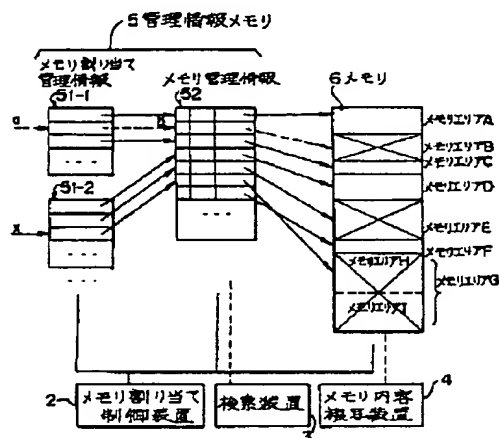 5 管理情報メモリ
メモリ割り当て
管理情報
51-1
メモリ管理情報
52
6 メモリ
a
x
51-2
メモリエリアA
メモリエリアB
メモリエリアC
メモリエリアD
メモリエリアE
メモリエリアF
メモリエリアG
メモリエリアH
メモリエリアI
2
メモリ割り当て
制御装置
検索装置
3
メモリ内容
複写装置
4